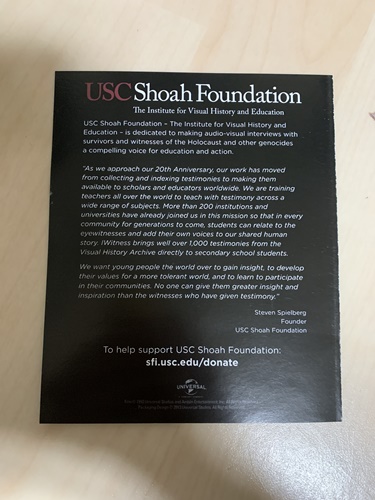 USC Shoah Foundation
The Institute for Visual History and Education
USC Shoah Foundation – The Institute for Visual History and
Education – is dedicated to making audio-visual interviews with
survivors and witnesses of the Holocaust and other genocides
a compelling voice for education and action.
"As we approach our 20th Anniversary, our work has moved
from collecting and indexing testimonies to making them
available to scholars and educators worldwide. We are training
teachers all over the world to teach with testimony across a
wide range of subjects. More than 200 institutions and
universities have already joined us in this mission so that in every
community for generations to come, students can relate to the
eyewitnesses and add their own voices to our shared human
story. IWitness brings well over 1,000 testimonies from the
Visual History Archive directly to secondary school students.
We want young people the world over to gain insight, to develop
their values for a more tolerant world, and to learn to participate
in their communities. No one can give them greater insight and
inspiration than the witnesses who have given testimony."
Steven Spielberg
Founder
USC Shoah Foundation
To help support USC Shoah Foundation:
sfi.usc.edu/donate
UNIVERSAL